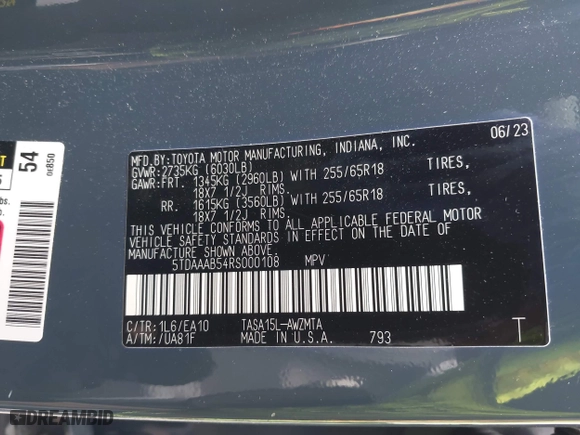 MFD.BY:TOYOTA MOTOR MANUFACTURING, INDIANA, INC. 06/23
GVWR:2735KG (6030LB)
GAWR:FRT. 1345KG (2960LB) WITH 255/65R18 TIRES,
18X7 1/2J RIMS.
RR. 1615KG (3560LB) WITH 255/65R18 TIRES,
18X7 1/2J RIMS.
THIS VEHICLE CONFORMS TO ALL APPLICABLE FEDERAL MOTOR
VEHICLE SAFETY STANDARDS IN EFFECT ON THE DATE OF
MANUFACTURE SHOWN ABOVE.
5TDAAAB54RS000108 MPV
C/TR:1L6/EA10 TASA15L-AWZMTA
A/TM:/UA81F MADE IN U.S.A. 793 T
54
0E850
DREAMBID